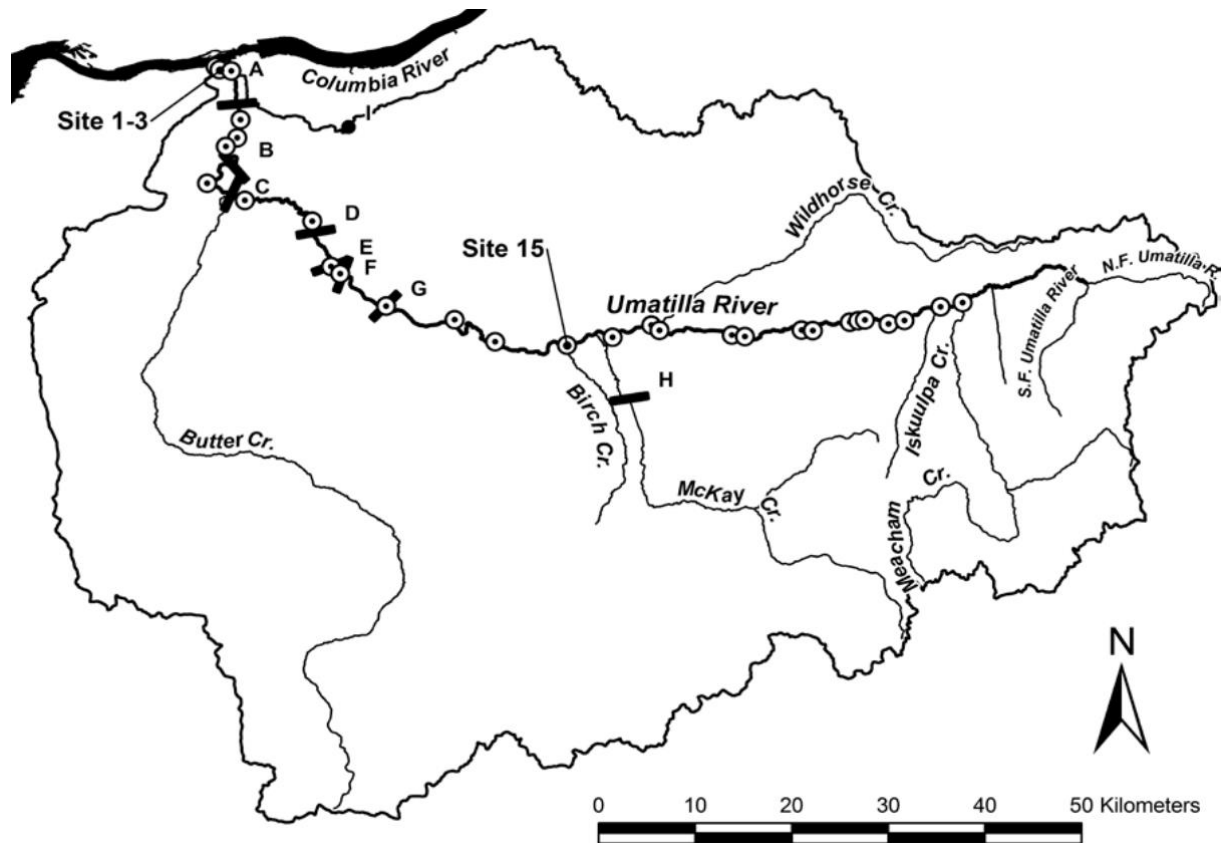 Columbia River
A
I
Site 1-3
B
C
D
E
F
G
Site 15
Umatilla River
Wildhorse Cr.
N.F. Umatilla R.
S.F. Umatilla River
H
Birch Cr.
Iskuulpa Cr.
Butter Cr.
McKay Cr.
Meacham Cr.
N
0 10 20 30 40 50 Kilometers